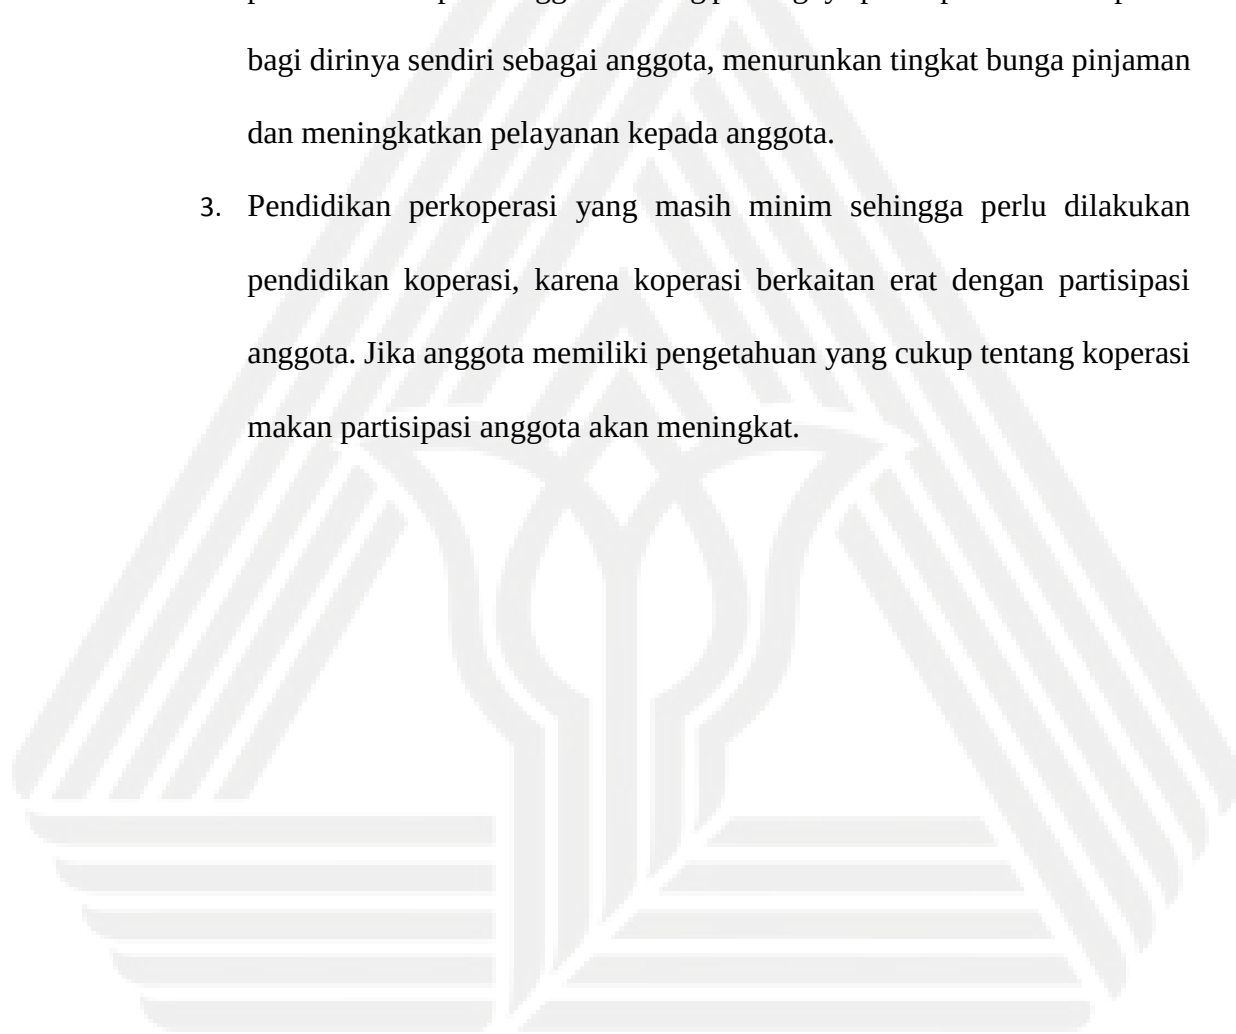 bagi dirinya sendiri sebagai anggota, menurunkan tingkat bunga pinjaman
dan meningkatkan pelayanan kepada anggota.
3. Pendidikan perkoperasi yang masih minim sehingga perlu dilakukan
pendidikan koperasi, karena koperasi berkaitan erat dengan partisipasi
anggota. Jika anggota memiliki pengetahuan yang cukup tentang koperasi
makan partisipasi anggota akan meningkat.